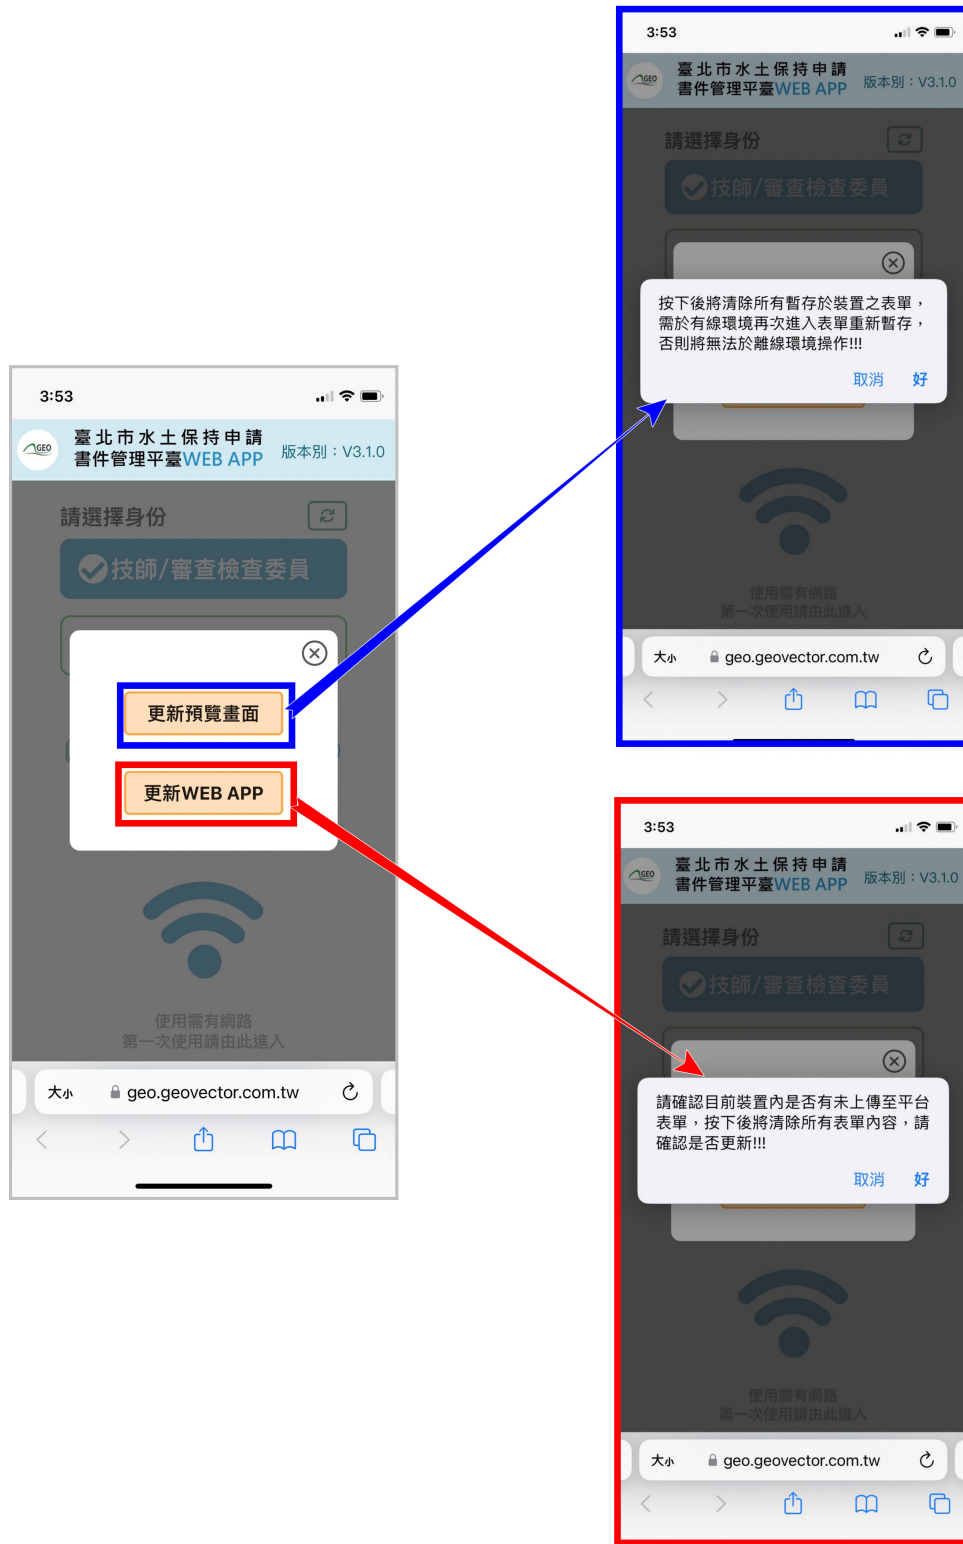 3:53
GEO
臺北市水土保持申請
書件管理平臺WEB APP
版本別：V3.1.0
請選擇身份
技師/審查檢查委員
更新預覽畫面
更新WEB APP
使用需有網路
第一次使用請由此進入
大小
geo.geovector.com.tw
3:53
GEO
臺北市水土保持申請
書件管理平臺WEB APP
版本別：V3.1.0
請選擇身份
技師/審查檢查委員
按下後將清除所有暫存於裝置之表單，
需於有線環境再次進入表單重新暫存，
否則將無法於離線環境操作!!!
取消
好
使用需有網路
第一次使用請由此進入
大小
geo.geovector.com.tw
3:53
GEO
臺北市水土保持申請
書件管理平臺WEB APP
版本別：V3.1.0
請選擇身份
技師/審查檢查委員
請確認目前裝置內是否有未上傳至平台
表單，按下後將清除所有表單內容，請
確認是否更新!!!
取消
好
使用需有網路
第一次使用請由此進入
大小
geo.geovector.com.tw